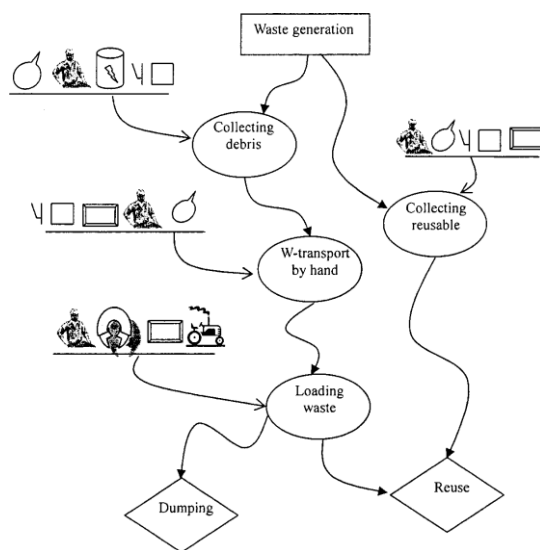 Waste generation
Collecting
debris
Collecting
reusable
W-transport
by hand
Loading
waste
Dumping
Reuse